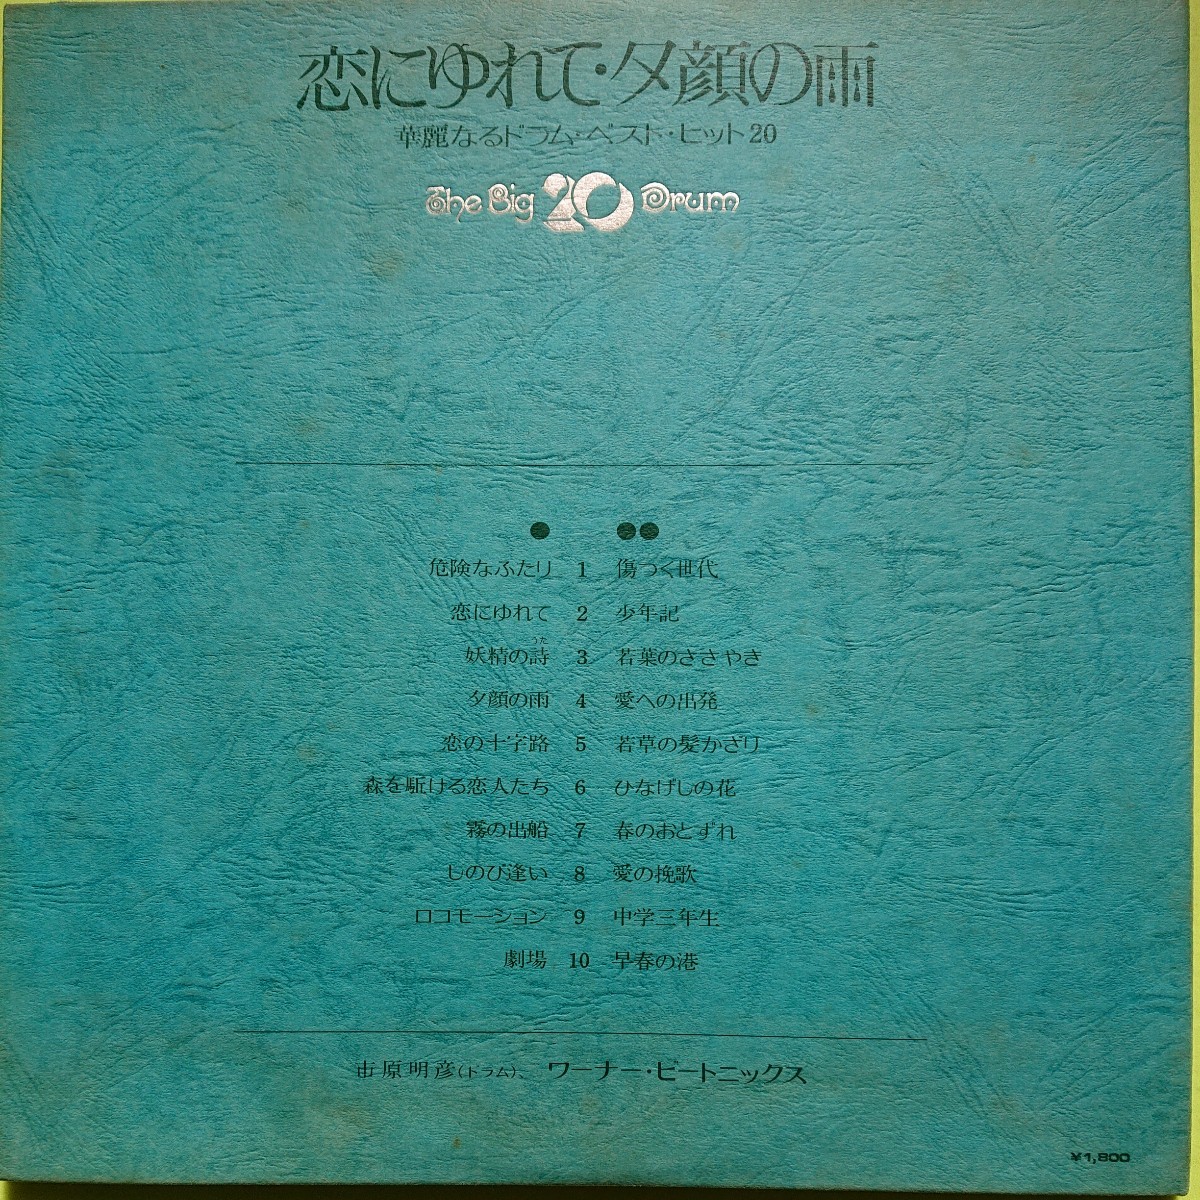 恋にゆれて・夕顔の雨
華麗なるドラム・ベスト・ヒット20
The Big 20 Drum
危険なふたり 1 傷つく世代
恋にゆれて 2 少年記
うた
妖精の詩 3 若葉のささやき
夕顔の雨 4 愛への出発
恋の十字路 5 若草の髪かざり
森を駈ける恋人たち 6 ひなげしの花
霧の出船 7 春のおとずれ
しのび逢い 8 愛の挽歌
ロコモーション 9 中学三年生
劇場 10 早春の港
市原明彦(ドラム)、ワーナー・ビートニックス
¥1,800